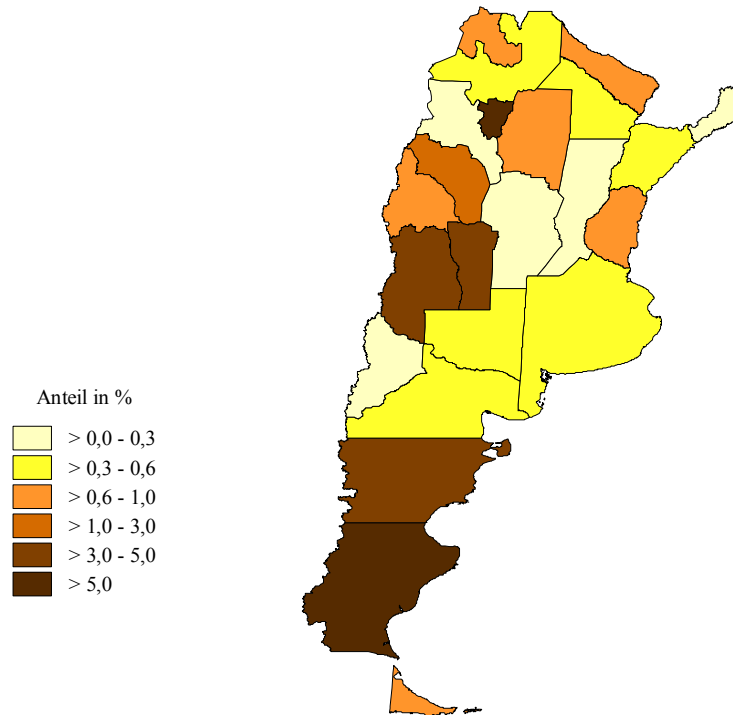 Anteil in %
> 0,0 - 0,3
> 0,3 - 0,6
> 0,6 - 1,0
> 1,0 - 3,0
> 3,0 - 5,0
> 5,0